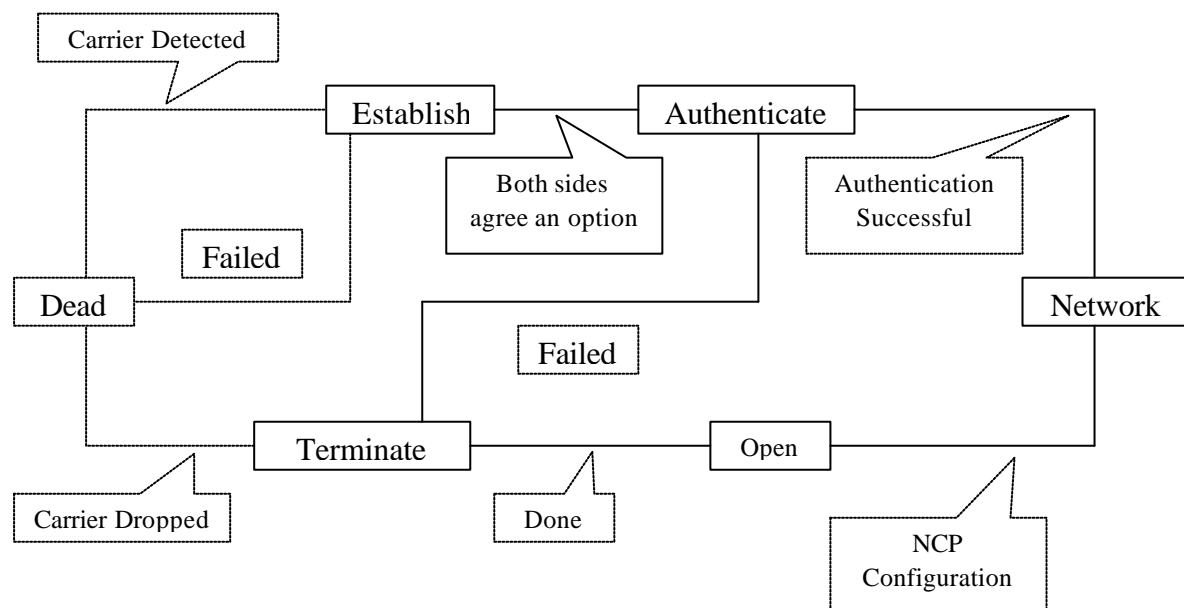 Carrier Detected
Establish
Authenticate
Both sides
agree an option
Authentication
Successful
Failed
Dead
Network
Failed
Terminate
Open
Carrier Dropped
Done
NCP
Configuration